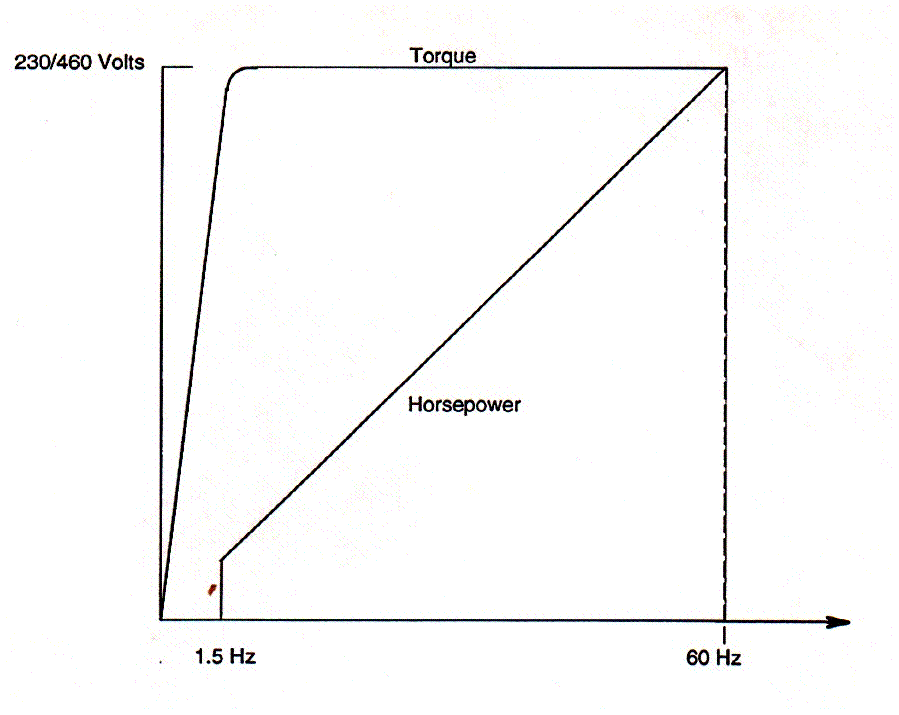 230/460 Volts
Torque
Horsepower
1.5 Hz
60 Hz